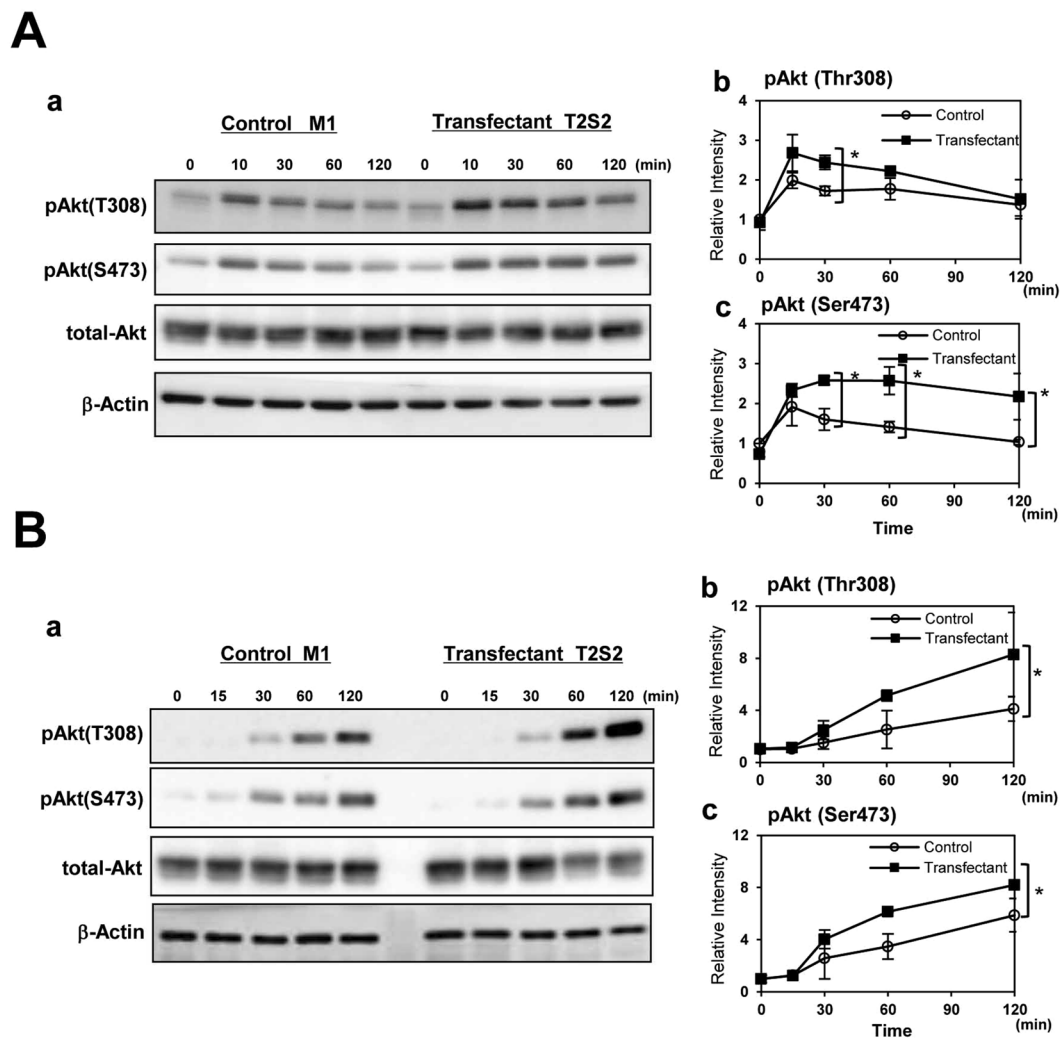 A
a
Control M1 Transfectant T2S2
0 10 30 60 120 0 10 30 60 120 (min)
pAkt(T308)
pAkt(S473)
total-Akt
β-Actin
b pAkt (Thr308)
Relative Intensity
4
3
2
1
0
Control
Transfectant
*
0 30 60 90 120
(min)
c pAkt (Ser473)
Relative Intensity
4
3
2
1
0
Control
Transfectant
* * *
0 30 60 90 120
(min)
Time
B
a
Control M1 Transfectant T2S2
0 15 30 60 120 0 15 30 60 120 (min)
pAkt(T308)
pAkt(S473)
total-Akt
β-Actin
b pAkt (Thr308)
Relative Intensity
12
8
4
0
Control
Transfectant
*
0 30 60 90 120
(min)
c pAkt (Ser473)
Relative Intensity
12
8
4
0
Control
Transfectant
*
0 30 60 90 120
(min)
Time